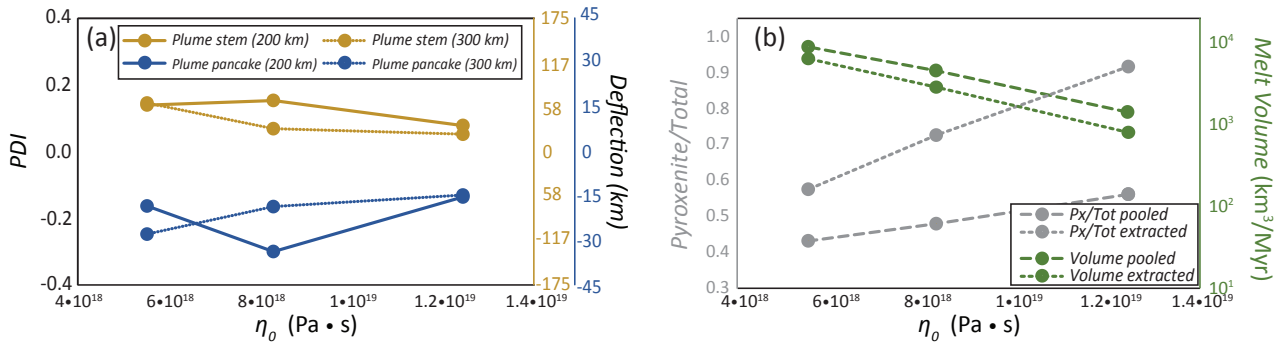 (a)
Plume stem (200 km)
Plume stem (300 km)
Plume pancake (200 km)
Plume pancake (300 km)
PDI
0.4
0.2
0.0
-0.2
-0.4
175
117
58
0
58
-117
-175
45
30
15
0
-15
-30
-45
Deflection (km)
4•10¹⁸
6•10¹⁸
8•10¹⁸
1•10¹⁹
1.2•10¹⁹
1.4•10¹⁹
η₀ (Pa • s)
(b)
Pyroxenite/Total
1.0
0.9
0.8
0.7
0.6
0.5
0.4
0.3
Px/Tot pooled
Px/Tot extracted
Volume pooled
Volume extracted
10⁴
10³
10²
10¹
Melt Volume (km³/Myr)
4•10¹⁸
6•10¹⁸
8•10¹⁸
1•10¹⁹
1.2•10¹⁹
1.4•10¹⁹
η₀ (Pa • s)